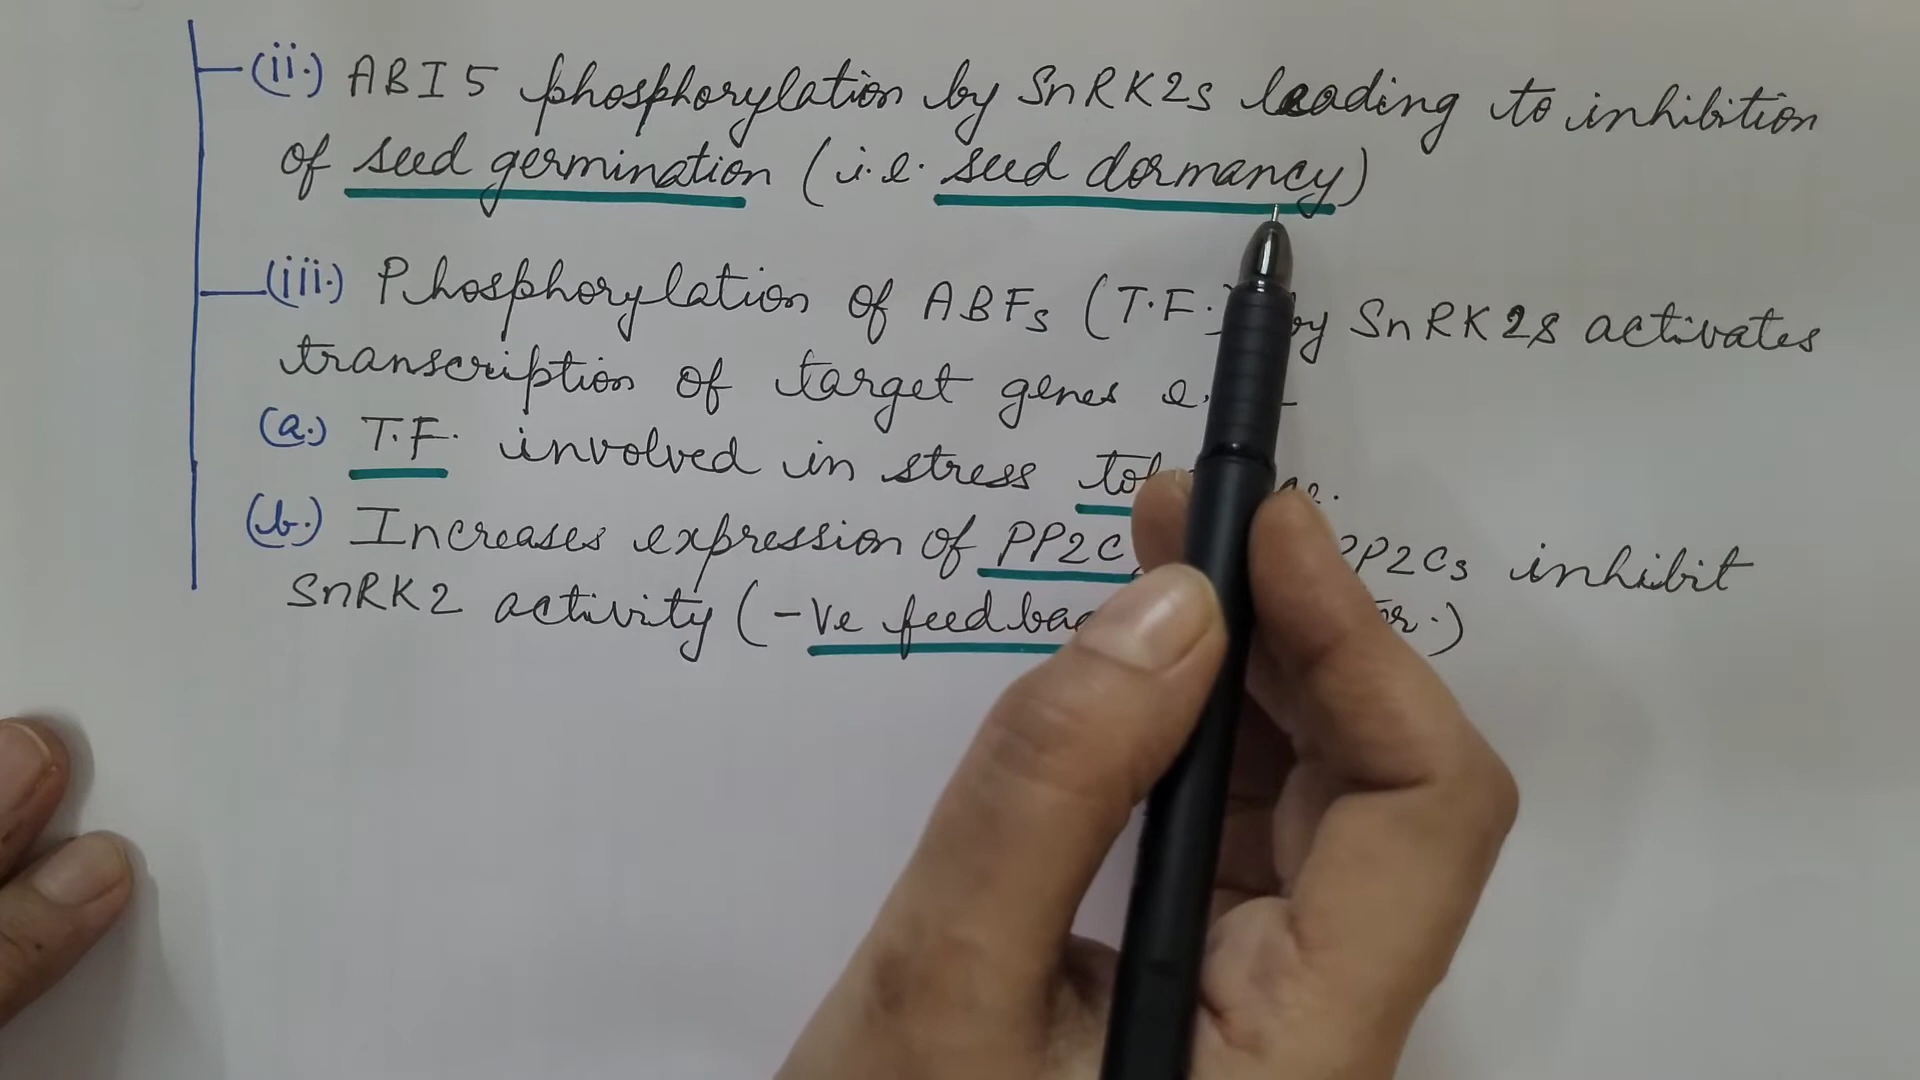 (ii.) ABI5 phosphorylation by SnRK2s leading to inhibition
of seed germination (i.e. seed dormancy)
(iii.) Phosphorylation of ABFs (T.F.) by SnRK2s activates
transcription of target genes
(a.) T.F. involved in stress
(b.) Increases expression of PP2C PP2Cs inhibit
SnRK2 activity (-Ve